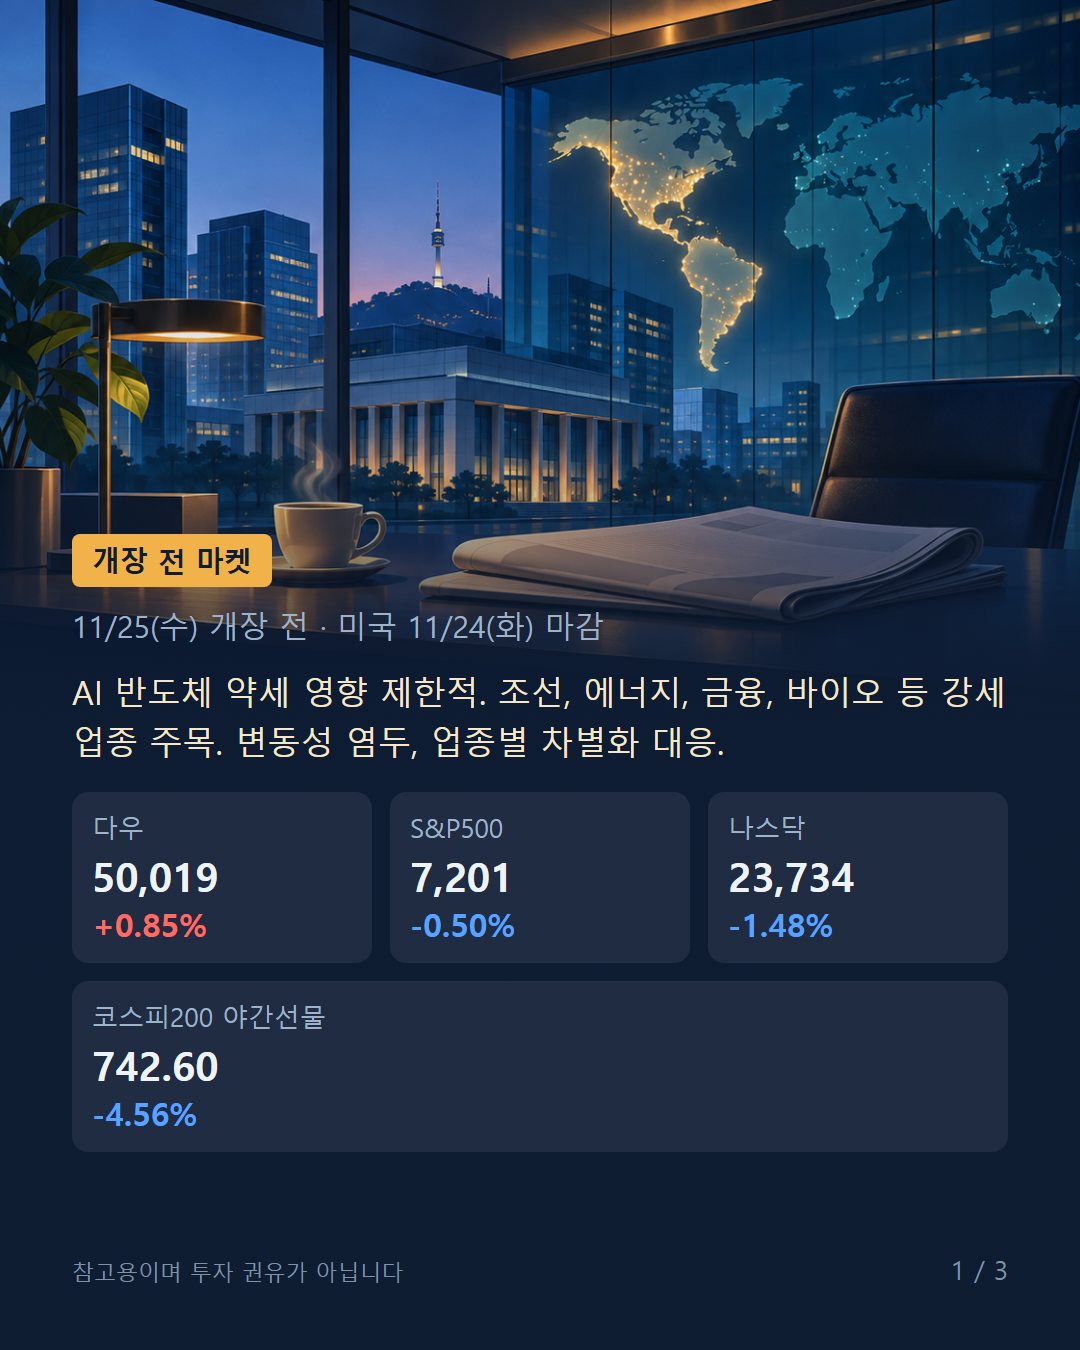 개장 전 마켓
11/25(수) 개장 전 · 미국 11/24(화) 마감
AI 반도체 약세 영향 제한적. 조선, 에너지, 금융, 바이오 등 강세
업종 주목. 변동성 염두, 업종별 차별화 대응.
다우
50,019
+0.85%
S&P500
7,201
-0.50%
나스닥
23,734
-1.48%
코스피200 야간선물
742.60
-4.56%
참고용이며 투자 권유가 아닙니다
1 / 3